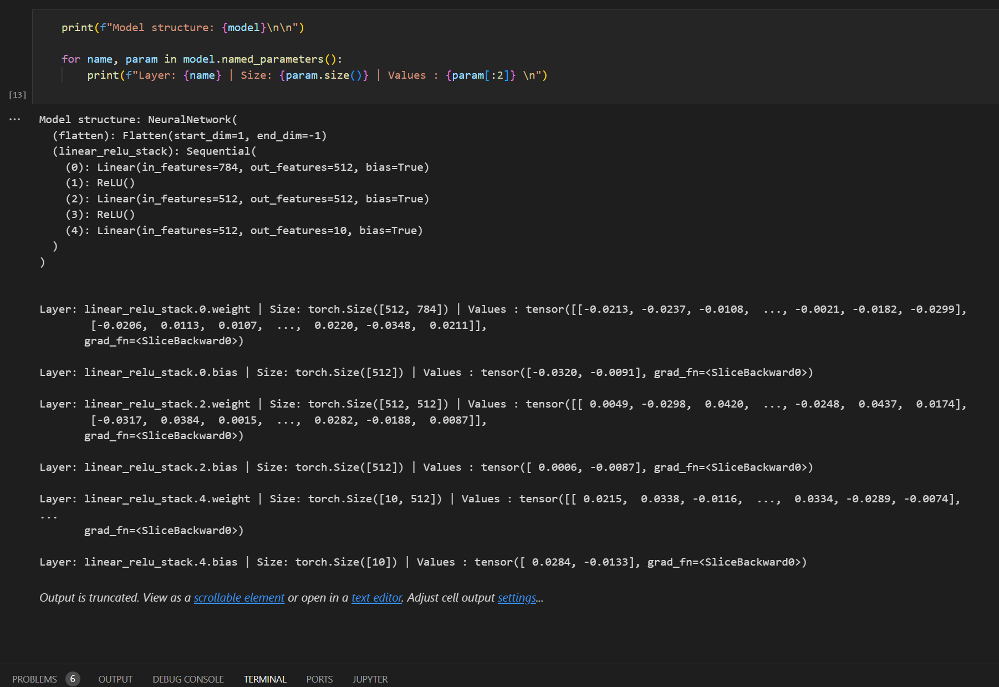 print(f"Model structure: {model}\n\n")
for name, param in model.named_parameters():
print(f"Layer: {name} | Size: {param.size()} | Values : {param[:2]} \n")
[13]
...
Model structure: NeuralNetwork(
(flatten): Flatten(start_dim=1, end_dim=-1)
(linear_relu_stack): Sequential(
(0): Linear(in_features=784, out_features=512, bias=True)
(1): ReLU()
(2): Linear(in_features=512, out_features=512, bias=True)
(3): ReLU()
(4): Linear(in_features=512, out_features=10, bias=True)
)
)
Layer: linear_relu_stack.0.weight | Size: torch.Size([512, 784]) | Values : tensor([[-0.0213, -0.0237, -0.0108,  ..., -0.0021, -0.0182, -0.0299],
[-0.0206,  0.0113,  0.0107,  ...,  0.0220, -0.0348,  0.0211]],
grad_fn=<SliceBackward0>)
Layer: linear_relu_stack.0.bias | Size: torch.Size([512]) | Values : tensor([-0.0320, -0.0091], grad_fn=<SliceBackward0>)
Layer: linear_relu_stack.2.weight | Size: torch.Size([512, 512]) | Values : tensor([[ 0.0049, -0.0298,  0.0420,  ..., -0.0248,  0.0437,  0.0174],
[-0.0317,  0.0384,  0.0015,  ...,  0.0282, -0.0188,  0.0087]],
grad_fn=<SliceBackward0>)
Layer: linear_relu_stack.2.bias | Size: torch.Size([512]) | Values : tensor([ 0.0006, -0.0087], grad_fn=<SliceBackward0>)
Layer: linear_relu_stack.4.weight | Size: torch.Size([10, 512]) | Values : tensor([[ 0.0215,  0.0338, -0.0116,  ...,  0.0334, -0.0289, -0.0074],
...
grad_fn=<SliceBackward0>)
Layer: linear_relu_stack.4.bias | Size: torch.Size([10]) | Values : tensor([ 0.0284, -0.0133], grad_fn=<SliceBackward0>)
Output is truncated. View as a scrollable element or open in a text editor. Adjust cell output settings...
PROBLEMS 6 OUTPUT DEBUG CONSOLE TERMINAL PORTS JUPYTER